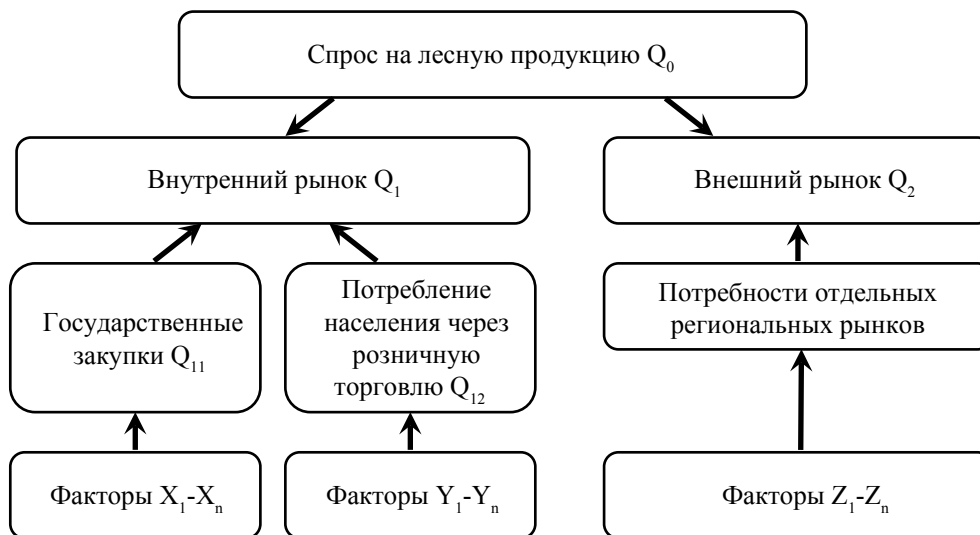 Спрос на лесную продукцию Q₀
Внутренний рынок Q₁
Внешний рынок Q₂
Государственные
закупки Q₁₁
Потребление
населения через
розничную
торговлю Q₁₂
Потребности отдельных
региональных рынков
Факторы X₁-Xₙ
Факторы Y₁-Yₙ
Факторы Z₁-Zₙ